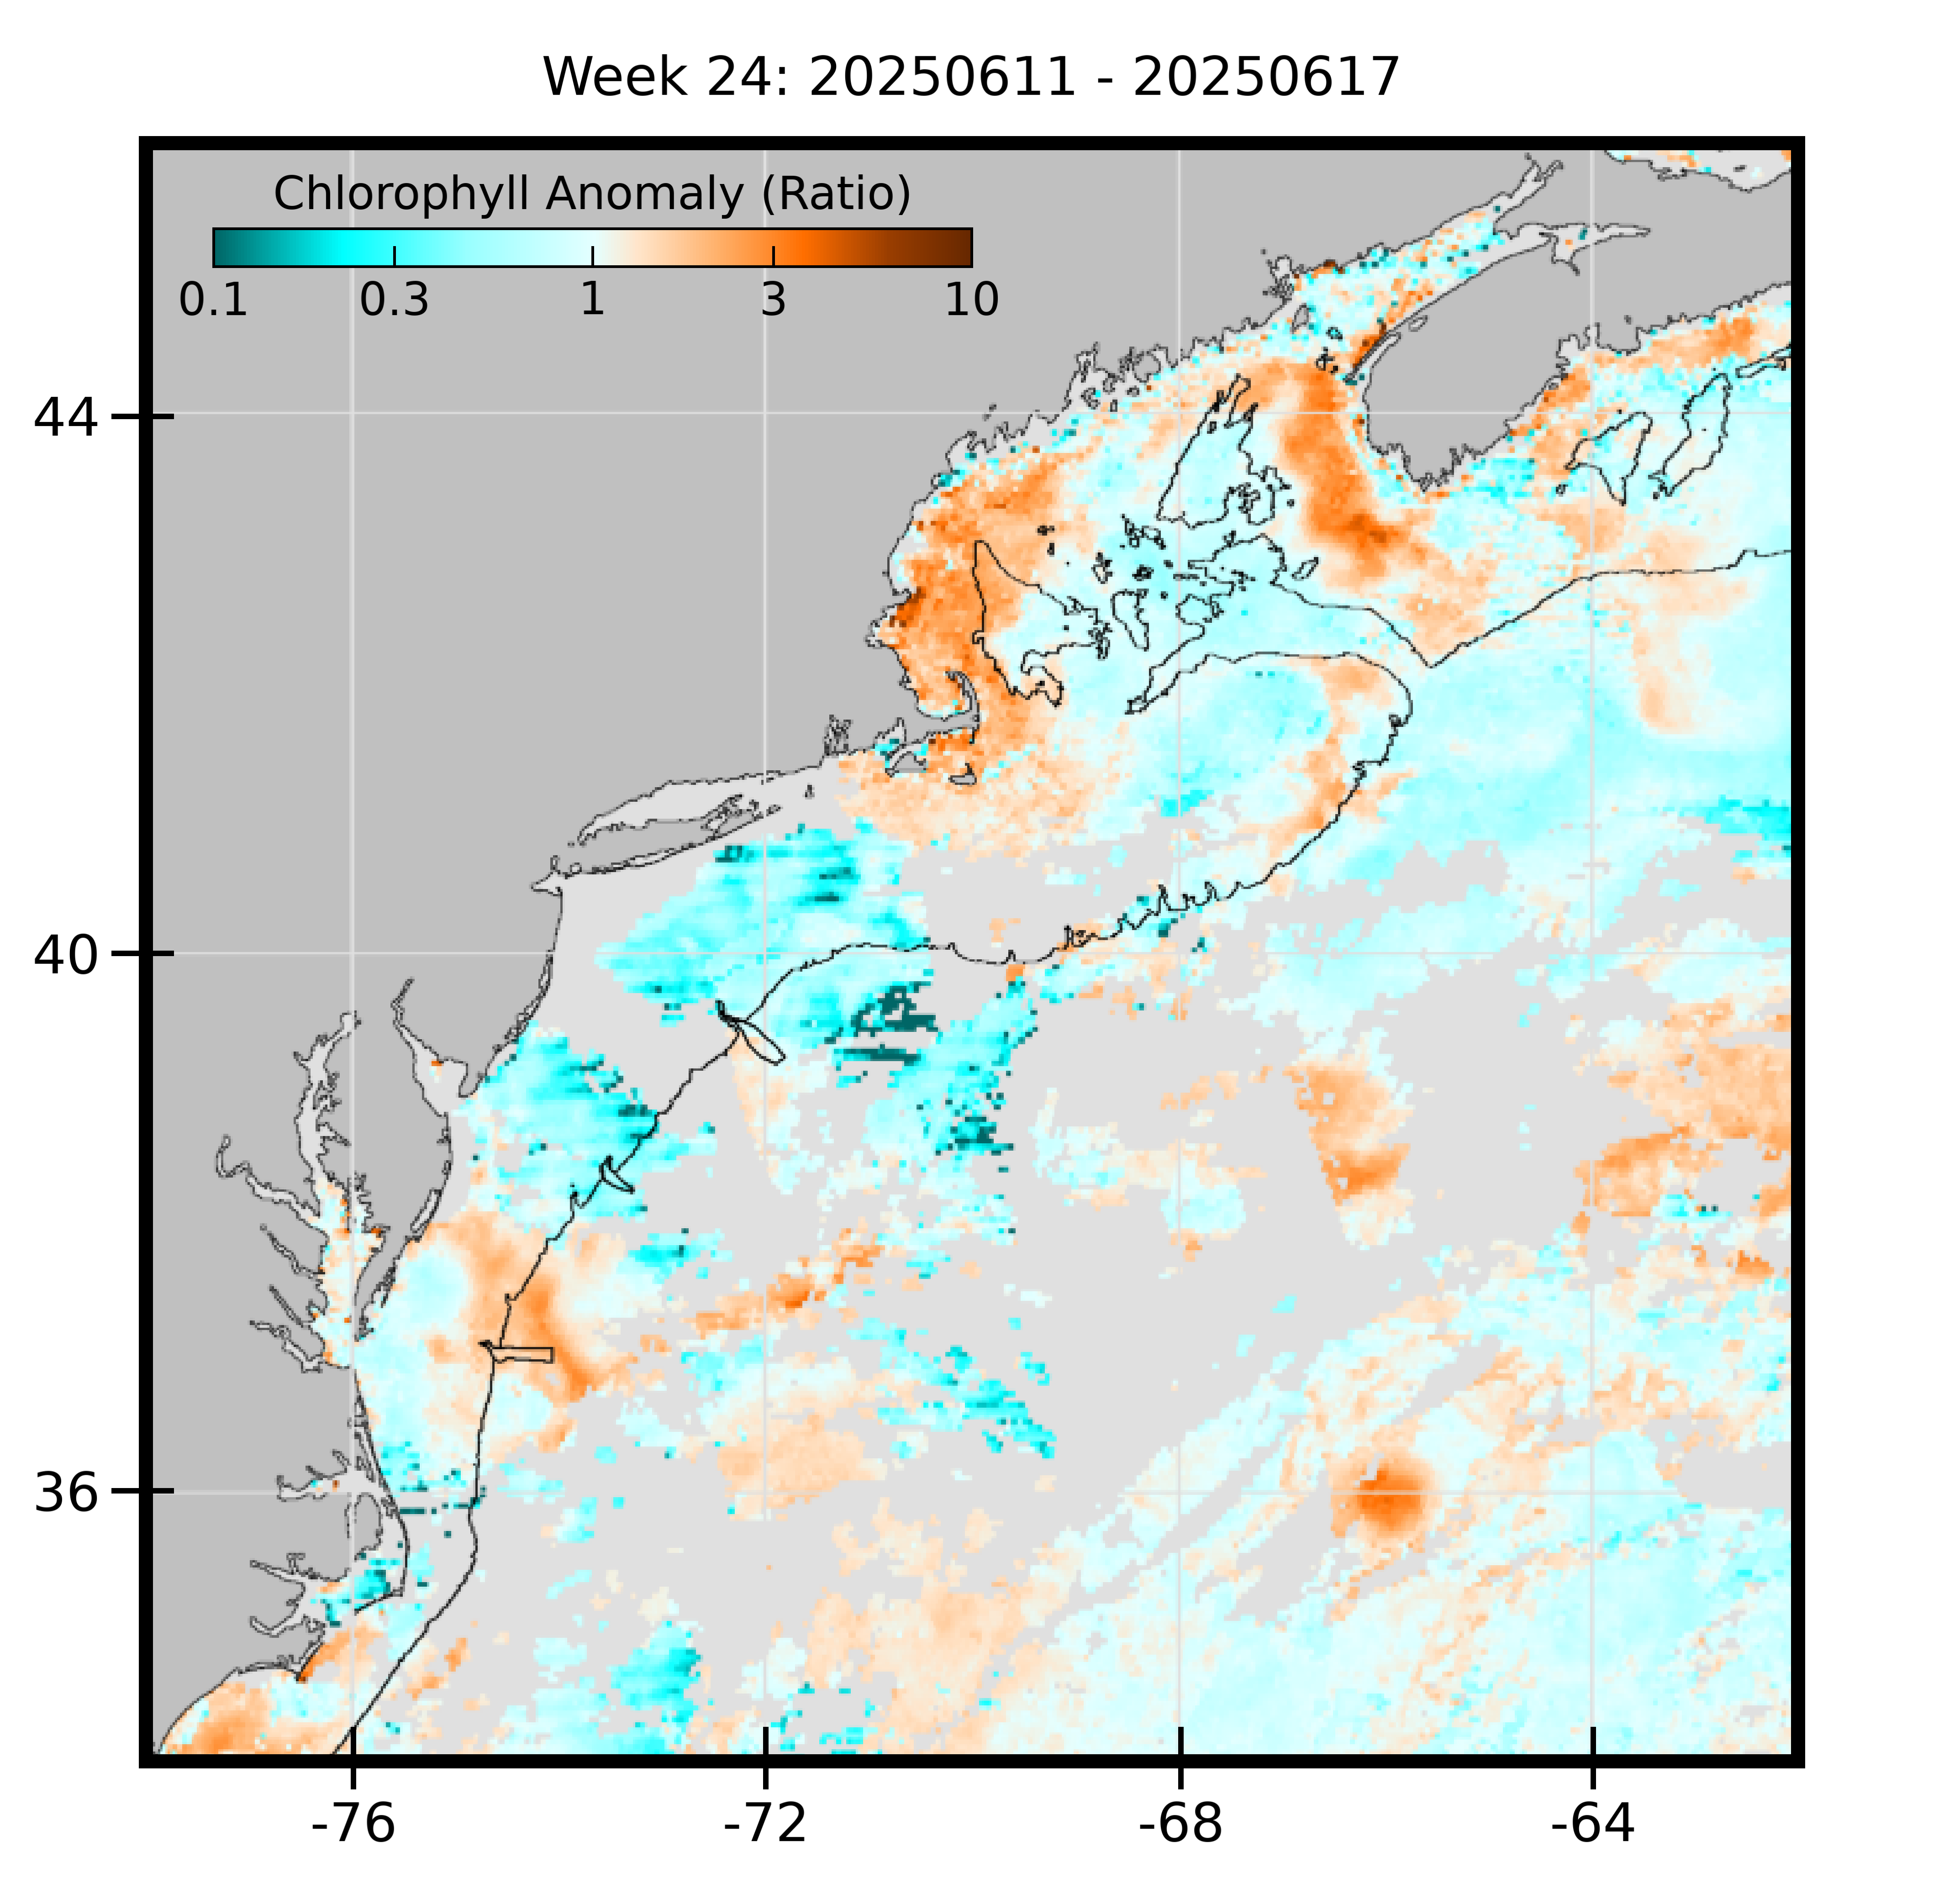 Week 24: 20250611 - 20250617
Chlorophyll Anomaly (Ratio)
0.1 0.3 1 3 10
44
40
36
-76 -72 -68 -64